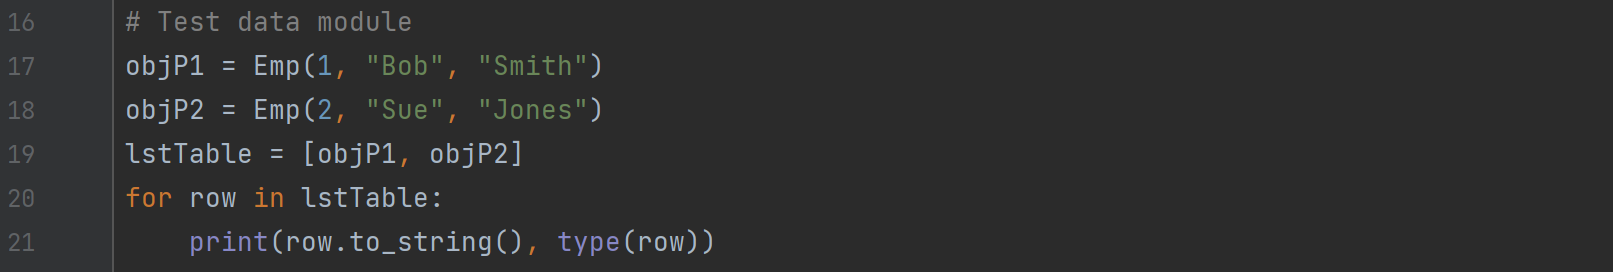 16 # Test data module
17 objP1 = Emp(1, "Bob", "Smith")
18 objP2 = Emp(2, "Sue", "Jones")
19 lstTable = [objP1, objP2]
20 for row in lstTable:
21     print(row.to_string(), type(row))